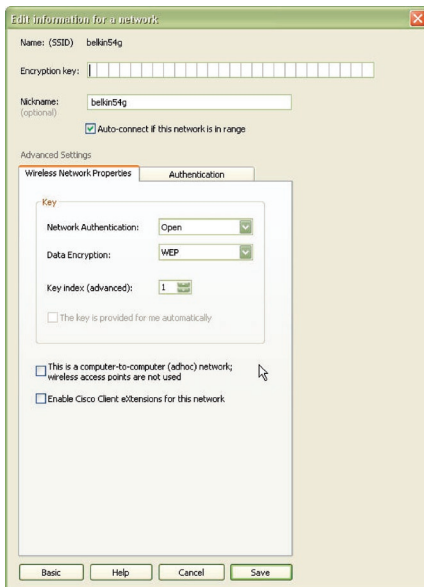 Edit information for a network
Name: (SSID) belkin54g
Encryption key:
Nickname: belkin54g
(optional)
Auto-connect if this network is in range
Advanced Settings
Wireless Network Properties Authentication
Key
Network Authentication: Open
Data Encryption: WEP
Key index (advanced): 1
The key is provided for me automatically
This is a computer-to-computer (adhoc) network;
wireless access points are not used
Enable Cisco Client eXtensions for this network
Basic Help Cancel Save